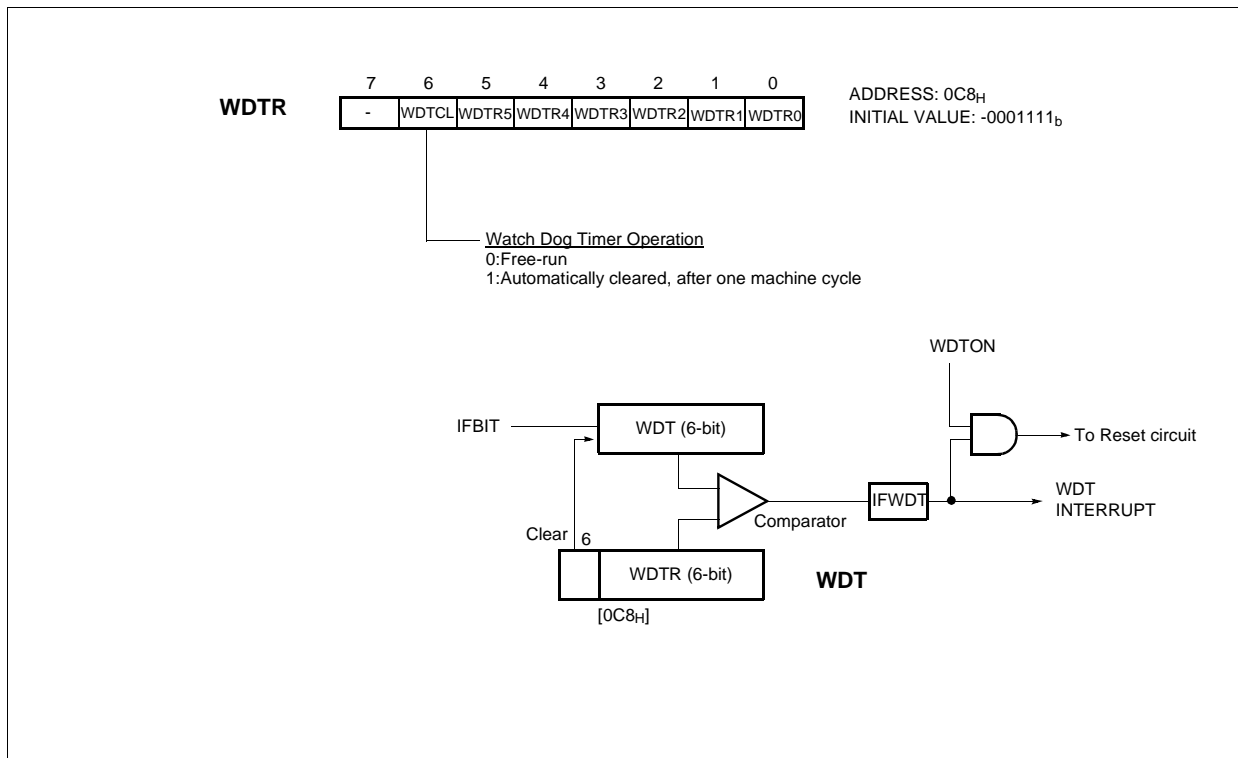 7 6 5 4 3 2 1 0
WDTR
- WDTCL WDTR5 WDTR4 WDTR3 WDTR2 WDTR1 WDTR0
ADDRESS: 0C8H
INITIAL VALUE: -0001111b
Watch Dog Timer Operation
0:Free-run
1:Automatically cleared, after one machine cycle
WDTON
IFBIT
WDT (6-bit)
To Reset circuit
Comparator
IFWDT
WDT
INTERRUPT
Clear
6
WDTR (6-bit)
WDT
[0C8H]